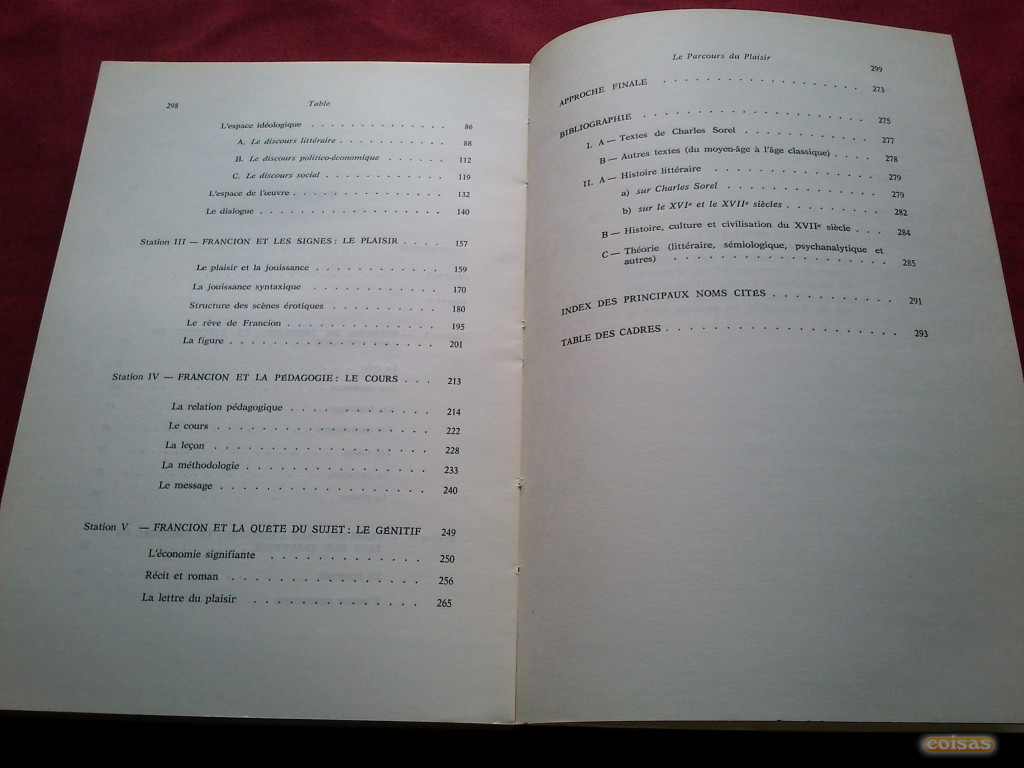 298 Table
L'espace idéologique . . . . . . . . . . . . . . 86
A. Le discours littéraire . . . . . . . . . . . 88
B. Le discours politico-économique . . . . . . 112
C. Le discours social . . . . . . . . . . . . 119
L'espace de l'œuvre . . . . . . . . . . . . . . . 132
Le dialogue . . . . . . . . . . . . . . . . . . 140
Station III — FRANCION ET LES SIGNES : LE PLAISIR . . . . 157
Le plaisir et la jouissance . . . . . . . . . . . . 159
La jouissance syntaxique . . . . . . . . . . . . 170
Structure des scènes érotiques . . . . . . . . . . 180
Le rêve de Francion . . . . . . . . . . . . . . 195
La figure . . . . . . . . . . . . . . . . . . 201
Station IV — FRANCION ET LA PÉDAGOGIE : LE COURS . . . 213
La relation pédagogique . . . . . . . . . . . 214
Le cours . . . . . . . . . . . . . . . . . 222
La leçon . . . . . . . . . . . . . . . . . 228
La méthodologie . . . . . . . . . . . . . . 233
Le message . . . . . . . . . . . . . . . . 240
Station V — FRANCION ET LA QUÊTE DU SUJET : LE GÉNITIF 249
L'économie signifiante . . . . . . . . . . . . 250
Récit et roman . . . . . . . . . . . . . . 256
La lettre du plaisir . . . . . . . . . . . . . 265
Le Parcours du Plaisir 299
APPROCHE FINALE . . . . . . . . . . . . . . . . 273
BIBLIOGRAPHIE . . . . . . . . . . . . . . . . . 275
I. A — Textes de Charles Sorel . . . . . . . . . . 277
B — Autres textes (du moyen-âge à l'âge classique) . . . . 278
II. A — Histoire littéraire . . . . . . . . . . . . . 279
a) sur Charles Sorel . . . . . . . . . . . . 279
b) sur le XVIe et le XVIIe siècles . . . . . . . . 282
B — Histoire, culture et civilisation du XVIIe siècle . . . 284
C — Théorie (littéraire, sémiologique, psychanalytique et
autres) . . . . . . . . . . . . . . . . . 285
INDEX DES PRINCIPAUX NOMS CITÉS . . . . . . . . . . 291
TABLE DES CADRES . . . . . . . . . . . . . . . . . 293
coisas